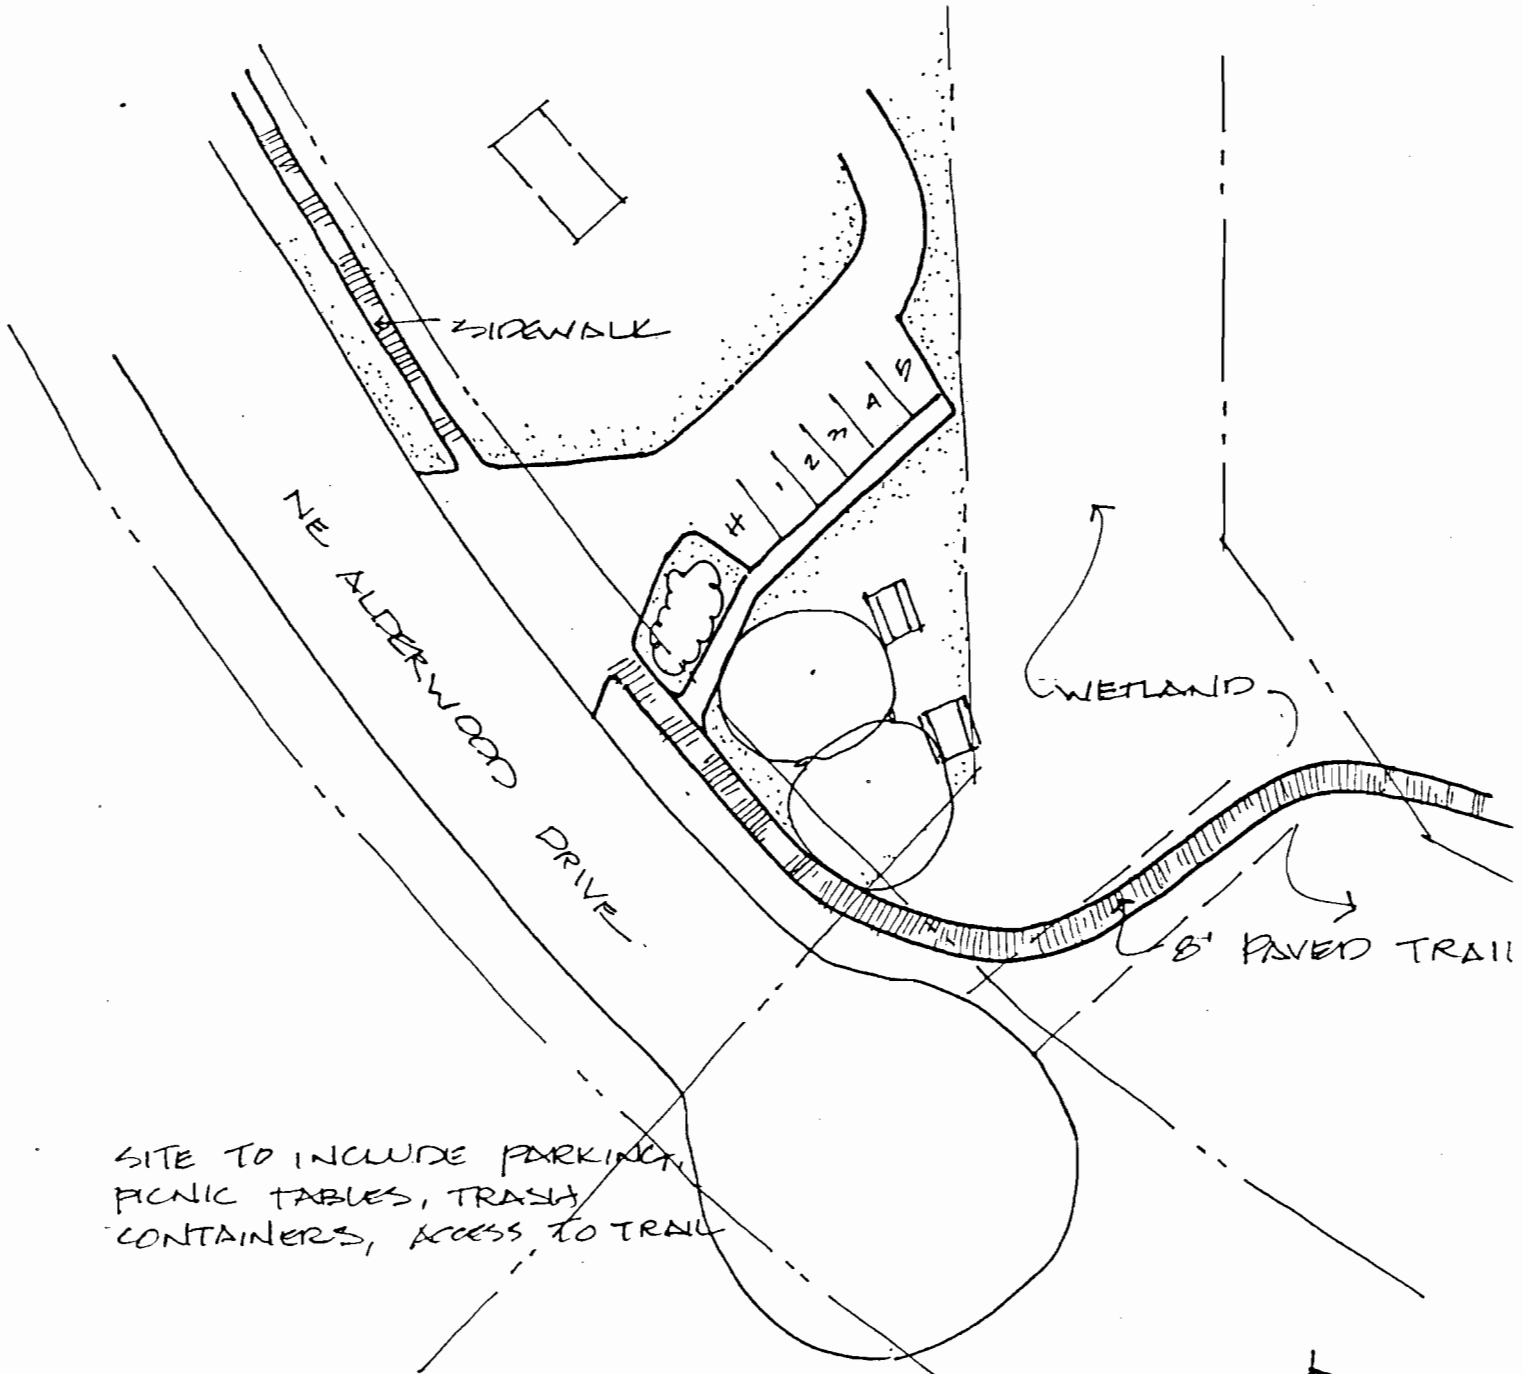 SIDEWALK
5
4
3
2
1
H
NE ALDERWOOD DRIVE
WETLAND
8' PAVED TRAIL
SITE TO INCLUDE PARKING,
PICNIC TABLES, TRASH
CONTAINERS, ACCESS TO TRAIL